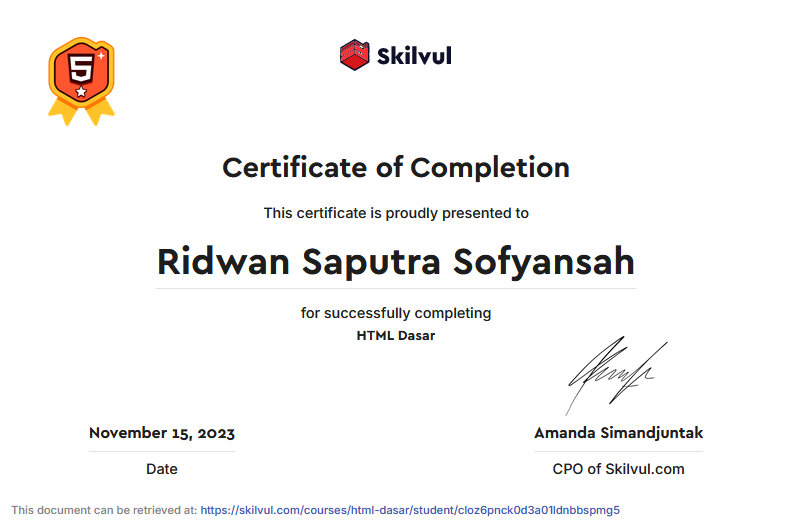 Skilvul
Certificate of Completion
This certificate is proudly presented to
Ridwan Saputra Sofyansah
for successfully completing
HTML Dasar
November 15, 2023
Date
Amanda Simandjuntak
CPO of Skilvul.com
This document can be retrieved at: https://skilvul.com/courses/html-dasar/student/cloz6pnck0d3a01ldnbbspmg5